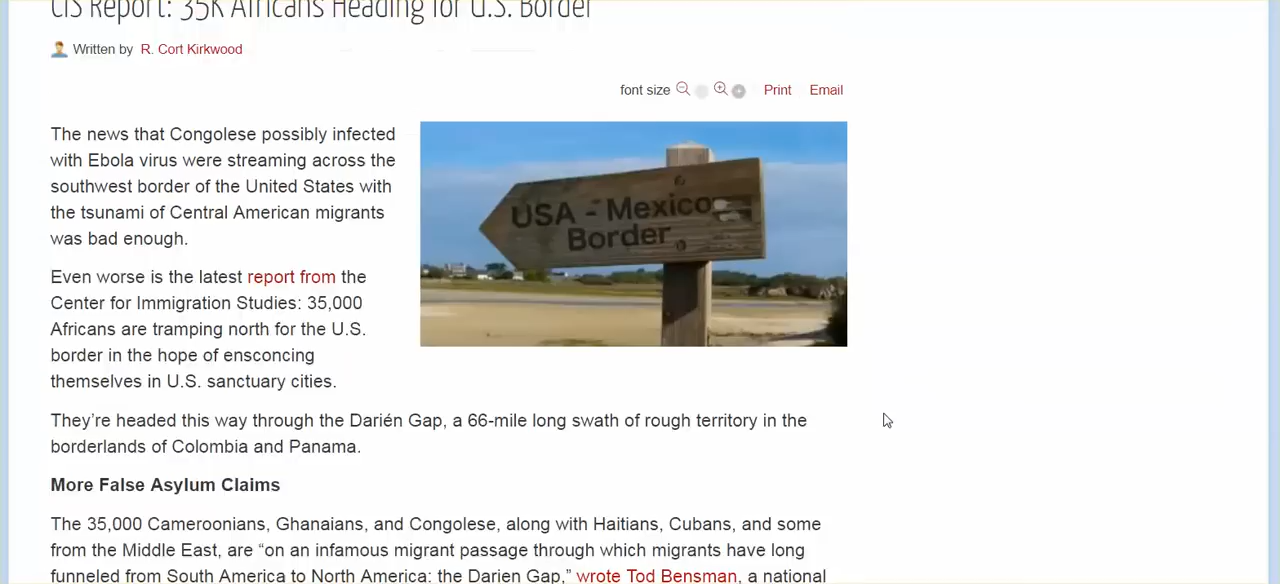 CIS Report: 35K Africans Heading for U.S. Border
Written by R. Cort Kirkwood
font size Print Email
The news that Congolese possibly infected
with Ebola virus were streaming across the
southwest border of the United States with
the tsunami of Central American migrants
was bad enough.
USA - Mexico
Border
Even worse is the latest report from the
Center for Immigration Studies: 35,000
Africans are tramping north for the U.S.
border in the hope of ensconcing
themselves in U.S. sanctuary cities.
They’re headed this way through the Darién Gap, a 66-mile long swath of rough territory in the
borderlands of Colombia and Panama.
More False Asylum Claims
The 35,000 Cameroonians, Ghanaians, and Congolese, along with Haitians, Cubans, and some
from the Middle East, are “on an infamous migrant passage through which migrants have long
funneled from South America to North America: the Darien Gap,” wrote Tod Bensman, a national